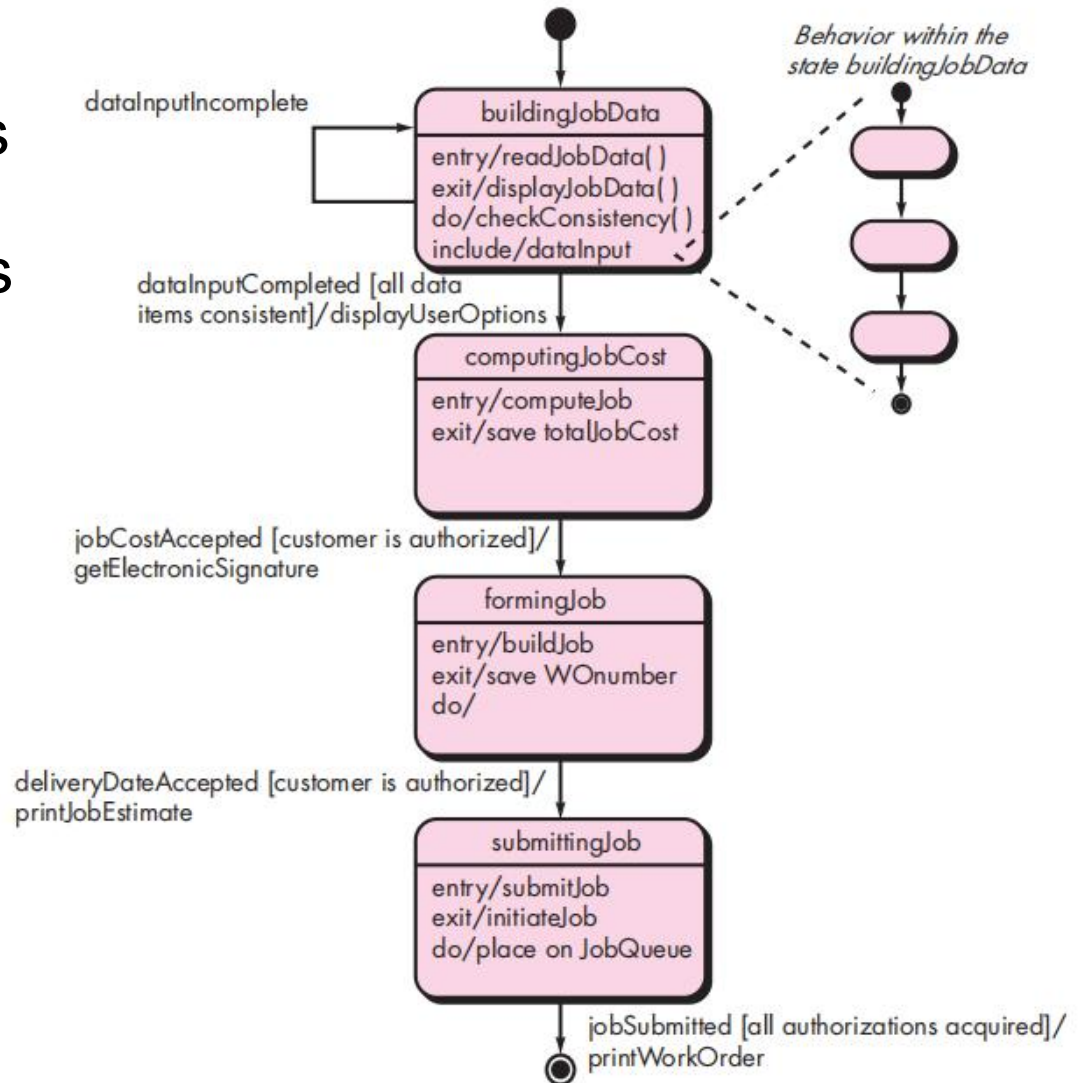 Behavior within the
state buildingJobData
dataInputIncomplete
s
s
buildingJobData
entry/readJobData( )
exit/displayJobData( )
do/checkConsistency( )
include/dataInput
dataInputCompleted [all data
items consistent]/displayUserOptions
computingJobCost
entry/computeJob
exit/save totalJobCost
jobCostAccepted [customer is authorized]/
getElectronicSignature
formingJob
entry/buildJob
exit/save WOnumber
do/
deliveryDateAccepted [customer is authorized]/
printJobEstimate
submittingJob
entry/submitJob
exit/initiateJob
do/place on JobQueue
jobSubmitted [all authorizations acquired]/
printWorkOrder